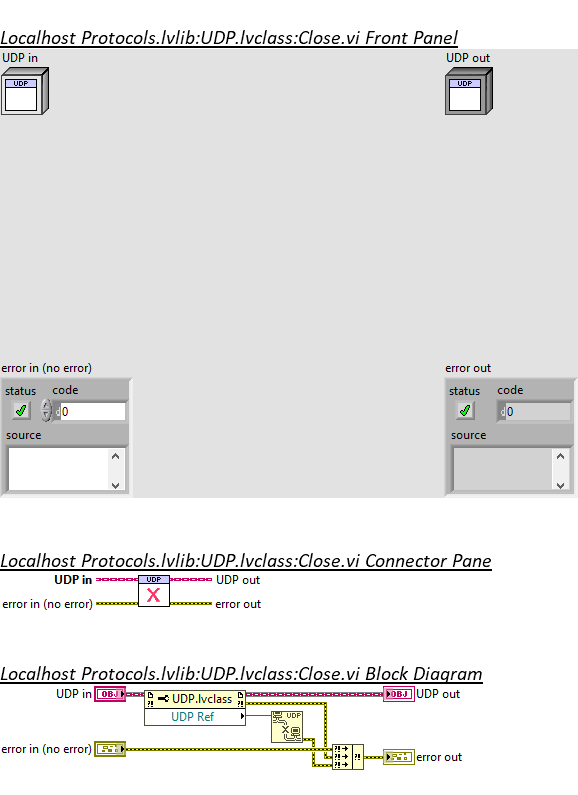 Localhost Protocols.lvlib:UDP.lvclass:Close.vi Front Panel
UDP in
UDP out
UDP
UDP
error in (no error)
error out
status
code
status
code
d
0
d
0
source
source
Localhost Protocols.lvlib:UDP.lvclass:Close.vi Connector Pane
UDP in
UDP
UDP out
error in (no error)
X
error out
Localhost Protocols.lvlib:UDP.lvclass:Close.vi Block Diagram
UDP in
OBJ
UDP.lvclass
OBJ
UDP out
UDP Ref
UDP
error in (no error)
error out